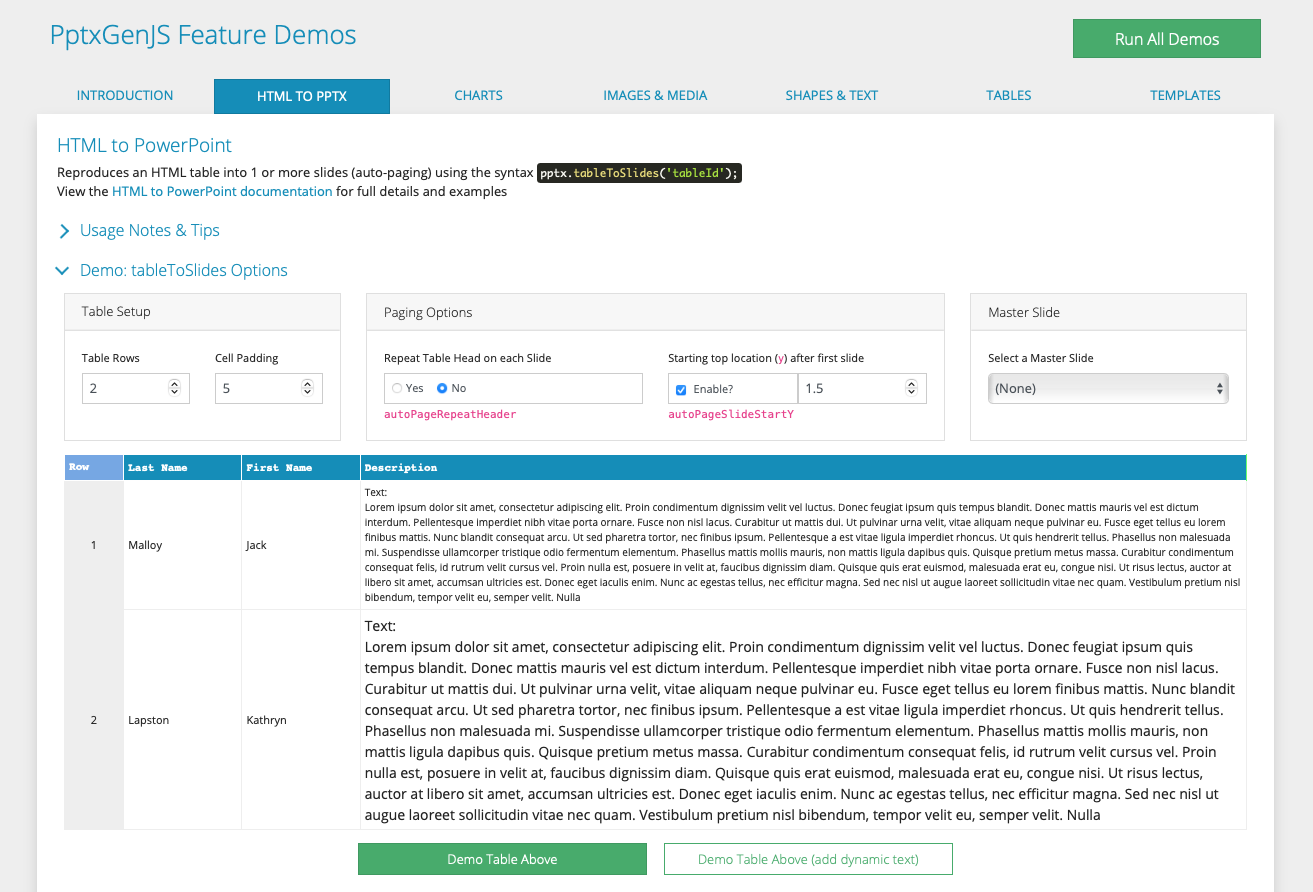 PptxGenJS Feature Demos
Run All Demos
INTRODUCTION
HTML TO PPTX
CHARTS
IMAGES & MEDIA
SHAPES & TEXT
TABLES
TEMPLATES
HTML to PowerPoint
Reproduces an HTML table into 1 or more slides (auto-paging) using the syntax pptx.tableToSlides('tableId');
View the HTML to PowerPoint documentation for full details and examples
Usage Notes & Tips
Demo: tableToSlides Options
Table Setup
Table Rows
Cell Padding
2
5
Paging Options
Repeat Table Head on each Slide
Yes No
autoPageRepeatHeader
Starting top location (y) after first slide
Enable?
1.5
autoPageSlideStartY
Master Slide
Select a Master Slide
(None)
Row Last Name First Name Description
1
Malloy
Jack
Text:
Lorem ipsum dolor sit amet, consectetur adipiscing elit. Proin condimentum dignissim velit vel luctus. Donec feugiat ipsum quis tempus blandit. Donec mattis mauris vel est dictum
interdum. Pellentesque imperdiet nibh vitae porta ornare. Fusce non nisl lacus. Curabitur ut mattis dui. Ut pulvinar urna velit, vitae aliquam neque pulvinar eu. Fusce eget tellus eu lorem
finibus mattis. Nunc blandit consequat arcu. Ut sed pharetra tortor, nec finibus ipsum. Pellentesque a est vitae ligula imperdiet rhoncus. Ut quis hendrerit tellus. Phasellus non malesuada
mi. Suspendisse ullamcorper tristique odio fermentum elementum. Phasellus mattis mollis mauris, non mattis ligula dapibus quis. Quisque pretium metus massa. Curabitur condimentum
consequat felis, id rutrum velit cursus vel. Proin nulla est, posuere in velit at, faucibus dignissim diam. Quisque quis erat euismod, malesuada erat eu, congue nisi. Ut risus lectus, auctor at
libero sit amet, accumsan ultricies est. Donec eget iaculis enim. Nunc ac egestas tellus, nec efficitur magna. Sed nec nisl ut augue laoreet sollicitudin vitae nec quam. Vestibulum pretium nisl
bibendum, tempor velit eu, semper velit. Nulla
2
Lapston
Kathryn
Text:
Lorem ipsum dolor sit amet, consectetur adipiscing elit. Proin condimentum dignissim velit vel luctus. Donec feugiat ipsum quis
tempus blandit. Donec mattis mauris vel est dictum interdum. Pellentesque imperdiet nibh vitae porta ornare. Fusce non nisl lacus.
Curabitur ut mattis dui. Ut pulvinar urna velit, vitae aliquam neque pulvinar eu. Fusce eget tellus eu lorem finibus mattis. Nunc blandit
consequat arcu. Ut sed pharetra tortor, nec finibus ipsum. Pellentesque a est vitae ligula imperdiet rhoncus. Ut quis hendrerit tellus.
Phasellus non malesuada mi. Suspendisse ullamcorper tristique odio fermentum elementum. Phasellus mattis mollis mauris, non
mattis ligula dapibus quis. Quisque pretium metus massa. Curabitur condimentum consequat felis, id rutrum velit cursus vel. Proin
nulla est, posuere in velit at, faucibus dignissim diam. Quisque quis erat euismod, malesuada erat eu, congue nisi. Ut risus lectus,
auctor at libero sit amet, accumsan ultricies est. Donec eget iaculis enim. Nunc ac egestas tellus, nec efficitur magna. Sed nec nisl ut
augue laoreet sollicitudin vitae nec quam. Vestibulum pretium nisl bibendum, tempor velit eu, semper velit. Nulla
Demo Table Above
Demo Table Above (add dynamic text)